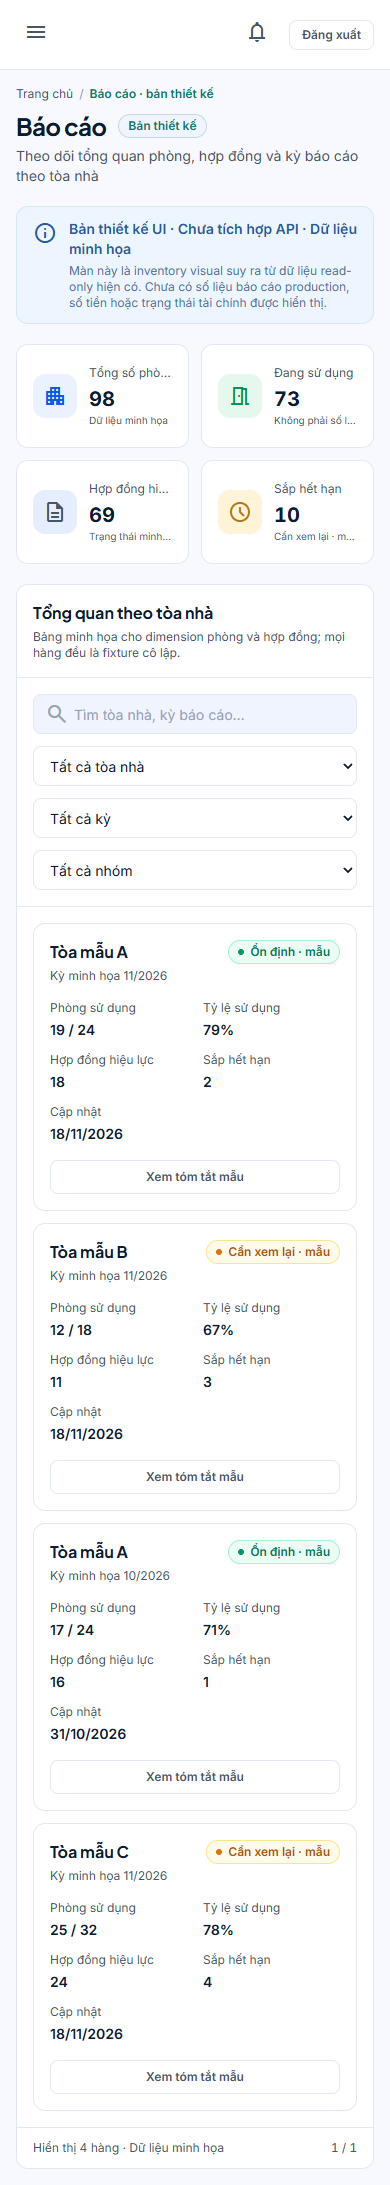 Đăng xuất
Trang chủ / Báo cáo · bản thiết kế
Báo cáo Bản thiết kế
Theo dõi tổng quan phòng, hợp đồng và kỳ báo cáo
theo tòa nhà
Bản thiết kế UI · Chưa tích hợp API · Dữ liệu
minh họa
Màn này là inventory visual suy ra từ dữ liệu read-
only hiện có. Chưa có số liệu báo cáo production,
số tiền hoặc trạng thái tài chính được hiển thị.
Tổng số phò...
98
Dữ liệu minh họa
Đang sử dụng
73
Không phải số l...
Hợp đồng hi...
69
Trạng thái minh...
Sắp hết hạn
10
Cần xem lại · m...
Tổng quan theo tòa nhà
Bảng minh họa cho dimension phòng và hợp đồng; mọi
hàng đều là fixture cô lập.
Tìm tòa nhà, kỳ báo cáo...
Tất cả tòa nhà
Tất cả kỳ
Tất cả nhóm
Tòa mẫu A Ổn định · mẫu
Kỳ minh họa 11/2026
Phòng sử dụng Tỷ lệ sử dụng
19 / 24 79%
Hợp đồng hiệu lực Sắp hết hạn
18 2
Cập nhật
18/11/2026
Xem tóm tắt mẫu
Tòa mẫu B Cần xem lại · mẫu
Kỳ minh họa 11/2026
Phòng sử dụng Tỷ lệ sử dụng
12 / 18 67%
Hợp đồng hiệu lực Sắp hết hạn
11 3
Cập nhật
18/11/2026
Xem tóm tắt mẫu
Tòa mẫu A Ổn định · mẫu
Kỳ minh họa 10/2026
Phòng sử dụng Tỷ lệ sử dụng
17 / 24 71%
Hợp đồng hiệu lực Sắp hết hạn
16 1
Cập nhật
31/10/2026
Xem tóm tắt mẫu
Tòa mẫu C Cần xem lại · mẫu
Kỳ minh họa 11/2026
Phòng sử dụng Tỷ lệ sử dụng
25 / 32 78%
Hợp đồng hiệu lực Sắp hết hạn
24 4
Cập nhật
18/11/2026
Xem tóm tắt mẫu
Hiển thị 4 hàng · Dữ liệu minh họa 1 / 1